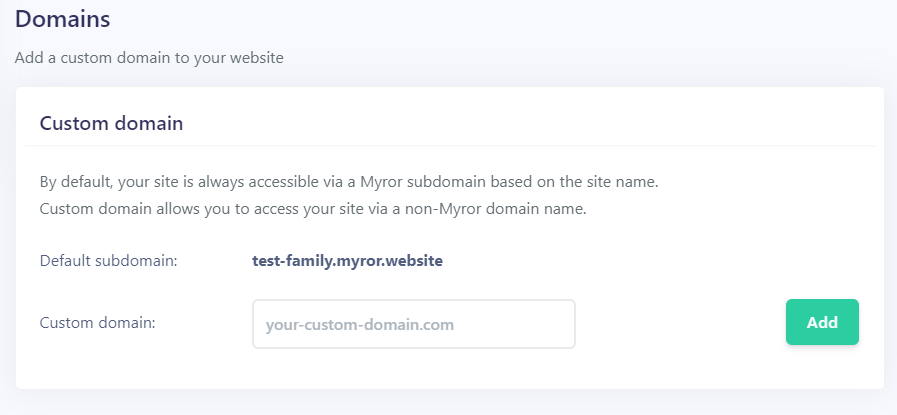 Domains
Add a custom domain to your website
Custom domain
By default, your site is always accessible via a Myror subdomain based on the site name.
Custom domain allows you to access your site via a non-Myror domain name.
Default subdomain: test-family.myror.website
Custom domain: your-custom-domain.com Add